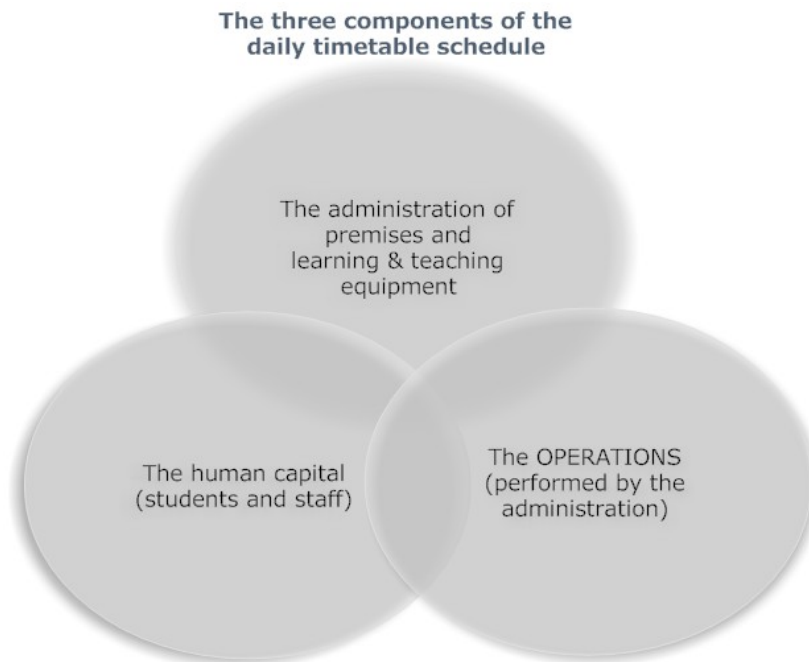 The three components of the
daily timetable schedule
The administration of
premises and
learning & teaching
equipment
The human capital
(students and staff)
The OPERATIONS
(performed by the
administration)